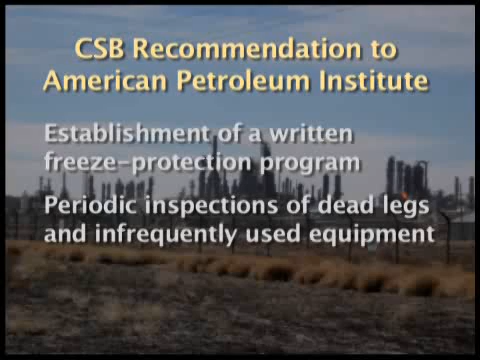 CSB Recommendation to
American Petroleum Institute
Establishment of a written
freeze-protection program
Periodic inspections of dead legs
and infrequently used equipment